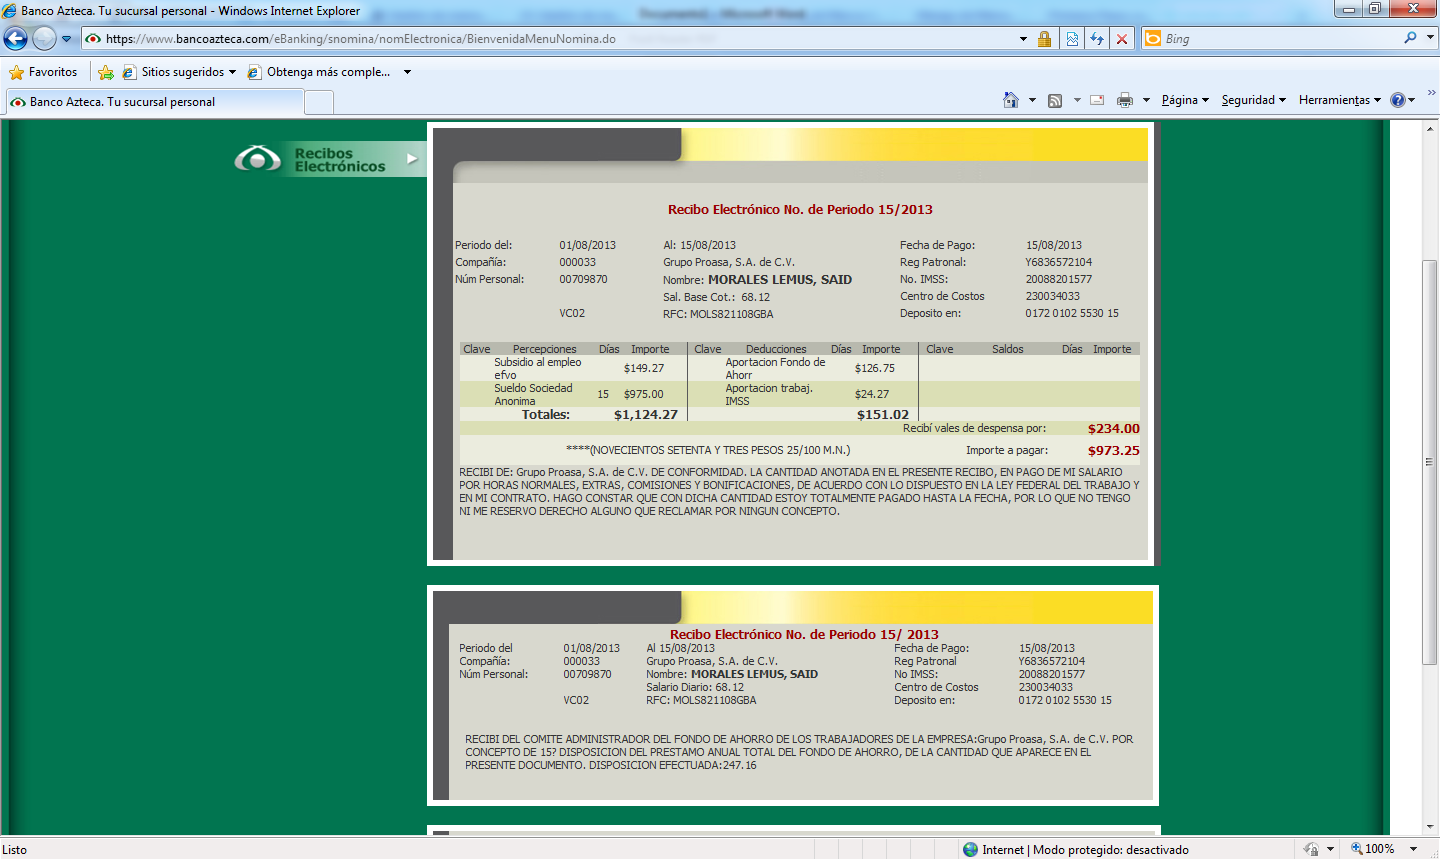 Banco Azteca. Tu sucursal personal - Windows Internet Explorer
https://www.bancoazteca.com/eBanking/snomina/nomElectronica/BienvenidaMenuNomina.do
Bing
Favoritos Sitios sugeridos Obtenga más comple...
Banco Azteca. Tu sucursal personal
Página Seguridad Herramientas
Recibos
Electrónicos
Recibo Electrónico No. de Periodo 15/2013
Periodo del: 01/08/2013 Al: 15/08/2013 Fecha de Pago: 15/08/2013
Compañía: 000033 Grupo Proasa, S.A. de C.V. Reg Patronal: Y6836572104
Núm Personal: 00709870 Nombre: MORALES LEMUS, SAID No. IMSS: 20088201577
Sal. Base Cot.: 68.12 Centro de Costos 230034033
VC02 RFC: MOLS821108GBA Deposito en: 0172 0102 5530 15
Clave Percepciones Días Importe Clave Deducciones Días Importe Clave Saldos Días Importe
Subsidio al empleo efvo $149.27 Aportacion Fondo de Ahorr $126.75
Sueldo Sociedad Anonima 15 $975.00 Aportacion trabaj. IMSS $24.27
Totales: $1,124.27 $151.02
Recibí vales de despensa por: $234.00
****(NOVECIENTOS SETENTA Y TRES PESOS 25/100 M.N.) Importe a pagar: $973.25
RECIBI DE: Grupo Proasa, S.A. de C.V. DE CONFORMIDAD. LA CANTIDAD ANOTADA EN EL PRESENTE RECIBO, EN PAGO DE MI SALARIO
POR HORAS NORMALES, EXTRAS, COMISIONES Y BONIFICACIONES, DE ACUERDO CON LO DISPUESTO EN LA LEY FEDERAL DEL TRABAJO Y
EN MI CONTRATO. HAGO CONSTAR QUE CON DICHA CANTIDAD ESTOY TOTALMENTE PAGADO HASTA LA FECHA, POR LO QUE NO TENGO
NI ME RESERVO DERECHO ALGUNO QUE RECLAMAR POR NINGUN CONCEPTO.
Recibo Electrónico No. de Periodo 15/ 2013
Periodo del 01/08/2013 Al 15/08/2013 Fecha de Pago: 15/08/2013
Compañía: 000033 Grupo Proasa, S.A. de C.V. Reg Patronal Y6836572104
Núm Personal: 00709870 Nombre: MORALES LEMUS, SAID No IMSS: 20088201577
Salario Diario: 68.12 Centro de Costos 230034033
VC02 RFC: MOLS821108GBA Deposito en: 0172 0102 5530 15
RECIBI DEL COMITE ADMINISTRADOR DEL FONDO DE AHORRO DE LOS TRABAJADORES DE LA EMPRESA:Grupo Proasa, S.A. de C.V. POR
CONCEPTO DE 15? DISPOSICION DEL PRESTAMO ANUAL TOTAL DEL FONDO DE AHORRO, DE LA CANTIDAD QUE APARECE EN EL
PRESENTE DOCUMENTO. DISPOSICION EFECTUADA:247.16
Listo Internet | Modo protegido: desactivado 100%